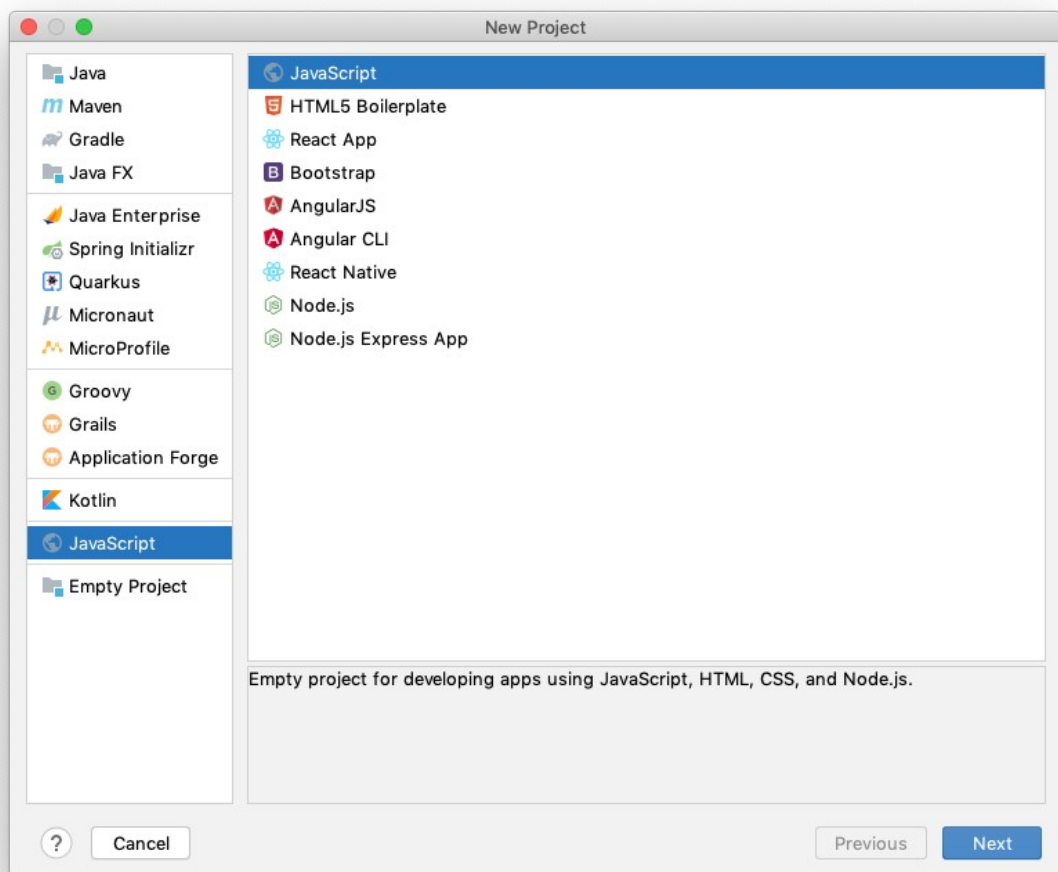 New Project
Java
Maven
Gradle
Java FX
Java Enterprise
Spring Initializr
Quarkus
Micronaut
MicroProfile
Groovy
Grails
Application Forge
Kotlin
JavaScript
Empty Project
JavaScript
HTML5 Boilerplate
React App
Bootstrap
AngularJS
Angular CLI
React Native
Node.js
Node.js Express App
Empty project for developing apps using JavaScript, HTML, CSS, and Node.js.
?
Cancel
Previous
Next